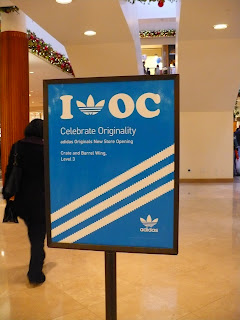 I OC
Celebrate Originality
adidas Originals New Store Opening
Crate and Barrel Wing,
Level 3
adidas